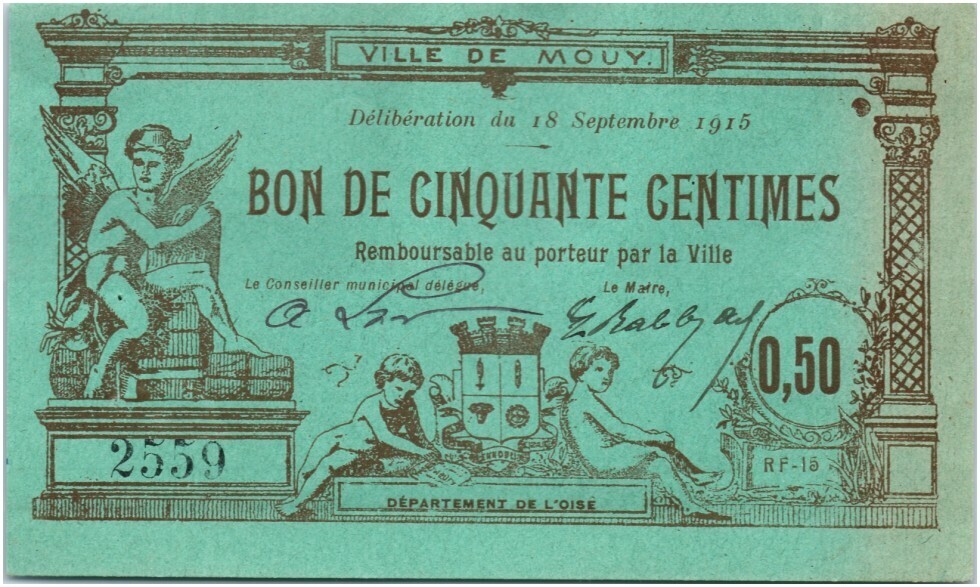 VILLE DE MOUY.
Délibération du 18 Septembre 1915
BON DE CINQUANTE CENTIMES
Remboursable au porteur par la Ville
Le Conseiller municipal délégué,
Le Maire,
0,50
2559
RF-15
DÉPARTEMENT DE L'OISE